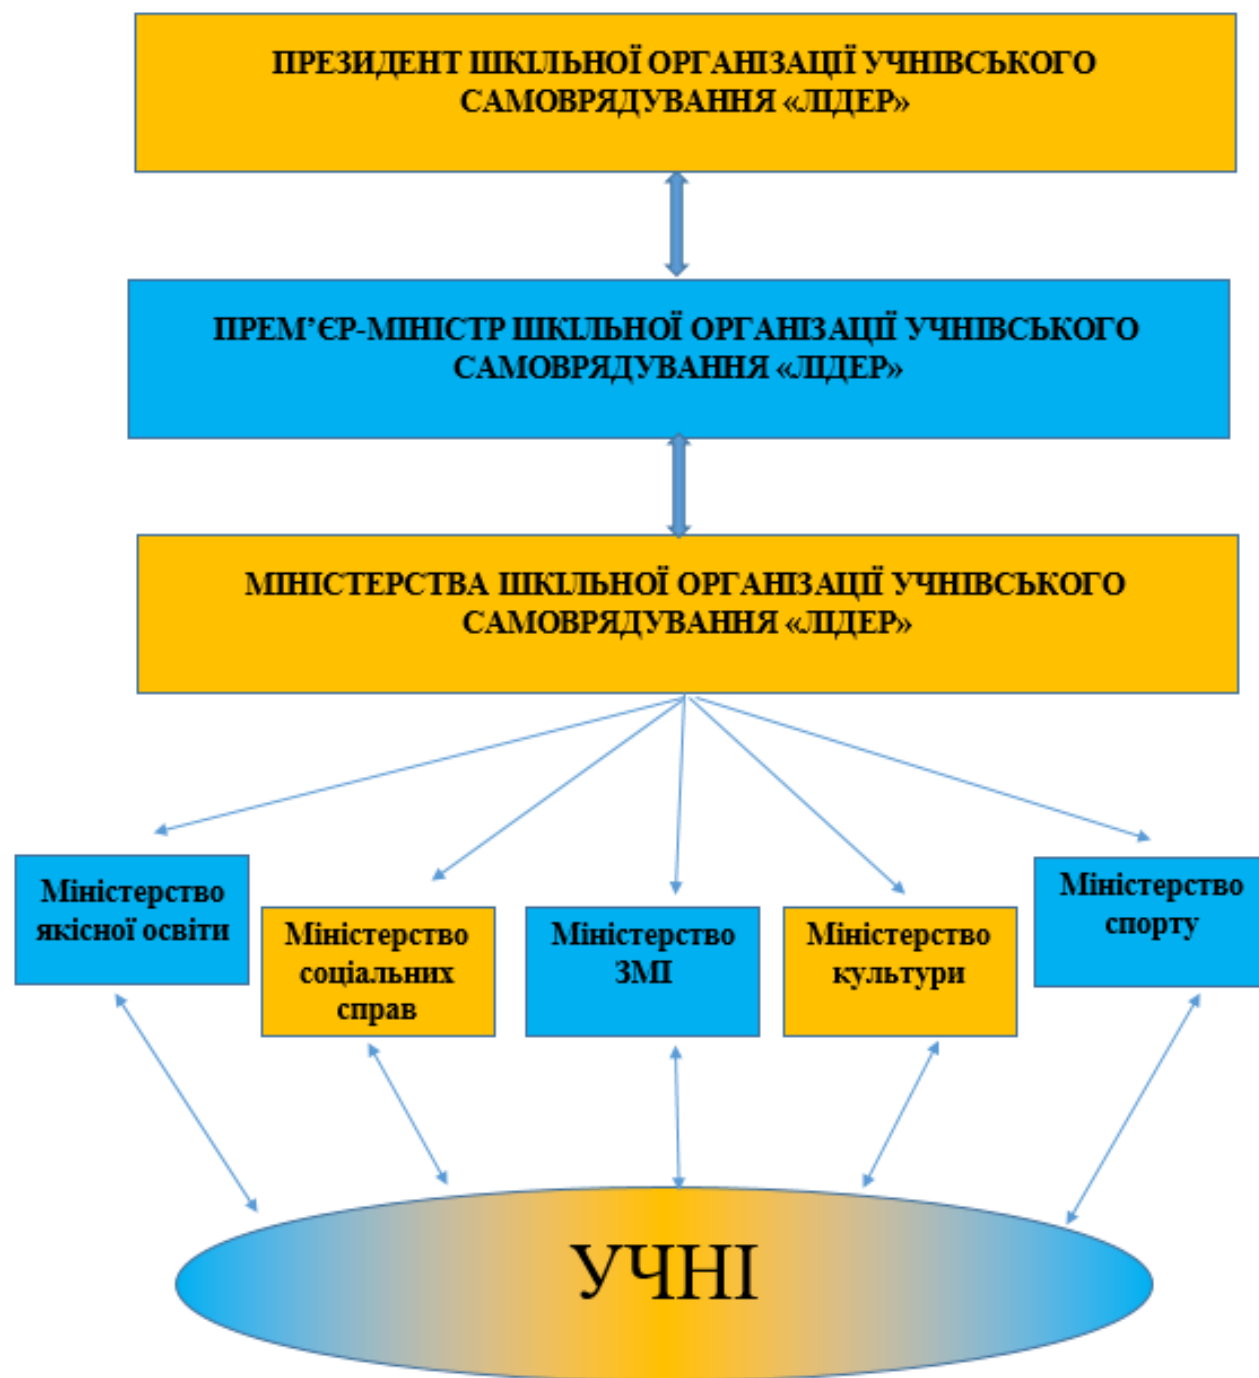 ПРЕЗИДЕНТ ШКІЛЬНОЇ ОРГАНІЗАЦІЇ УЧНІВСЬКОГО
САМОВРЯДУВАННЯ «ЛІДЕР»
ПРЕМ’ЄР-МІНІСТР ШКІЛЬНОЇ ОРГАНІЗАЦІЇ УЧНІВСЬКОГО
САМОВРЯДУВАННЯ «ЛІДЕР»
МІНІСТЕРСТВА ШКІЛЬНОЇ ОРГАНІЗАЦІЇ УЧНІВСЬКОГО
САМОВРЯДУВАННЯ «ЛІДЕР»
Міністерство
якісної освіти
Міністерство
соціальних
справ
Міністерство
ЗМІ
Міністерство
культури
Міністерство
спорту
УЧНІ